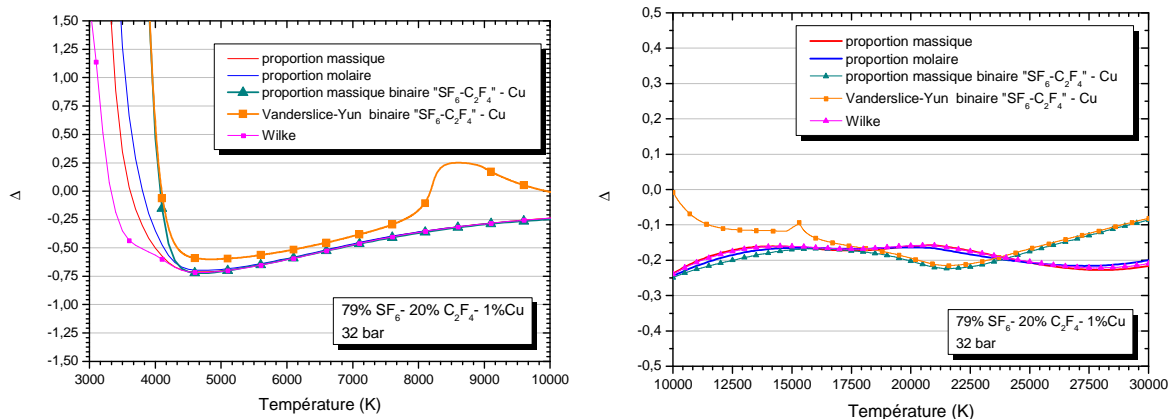 1,50
1,25
1,00
0,75
0,50
0,25
0,00
-0,25
-0,50
-0,75
-1,00
-1,25
-1,50
Δ
3000 4000 5000 6000 7000 8000 9000 10000
Température (K)
proportion massique
proportion molaire
proportion massique binaire "SF6-C2F4" - Cu
Vanderslice-Yun binaire "SF6-C2F4" - Cu
Wilke
79% SF6- 20% C2F4- 1%Cu
32 bar
0,5
0,4
0,3
0,2
0,1
0,0
-0,1
-0,2
-0,3
-0,4
-0,5
Δ
10000 12500 15000 17500 20000 22500 25000 27500 30000
Température (K)
proportion massique
proportion molaire
proportion massique binaire "SF6-C2F4" - Cu
Vanderslice-Yun binaire "SF6-C2F4" - Cu
Wilke
79% SF6- 20% C2F4- 1%Cu
32 bar